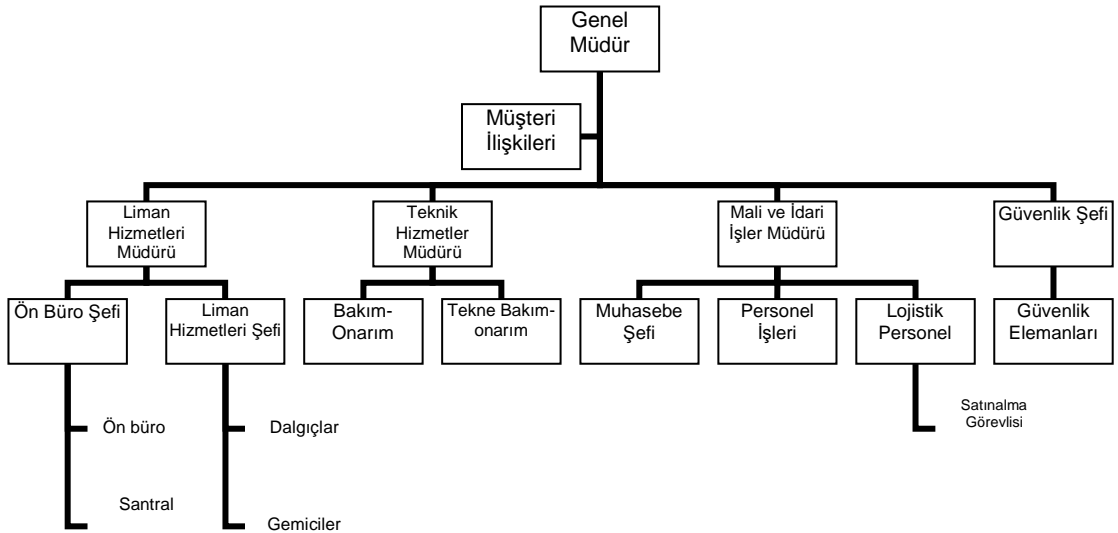 Genel
Müdür
Müşteri
İlişkileri
Liman
Hizmetleri
Müdürü
Teknik
Hizmetler
Müdürü
Mali ve İdari
İşler Müdürü
Güvenlik Şefi
Ön Büro Şefi
Liman
Hizmetleri Şefi
Bakım-
Onarım
Tekne Bakım-
onarım
Muhasebe
Şefi
Personel
İşleri
Lojistik
Personel
Güvenlik
Elemanları
Ön büro
Dalgıçlar
Satınalma
Görevlisi
Santral
Gemiciler